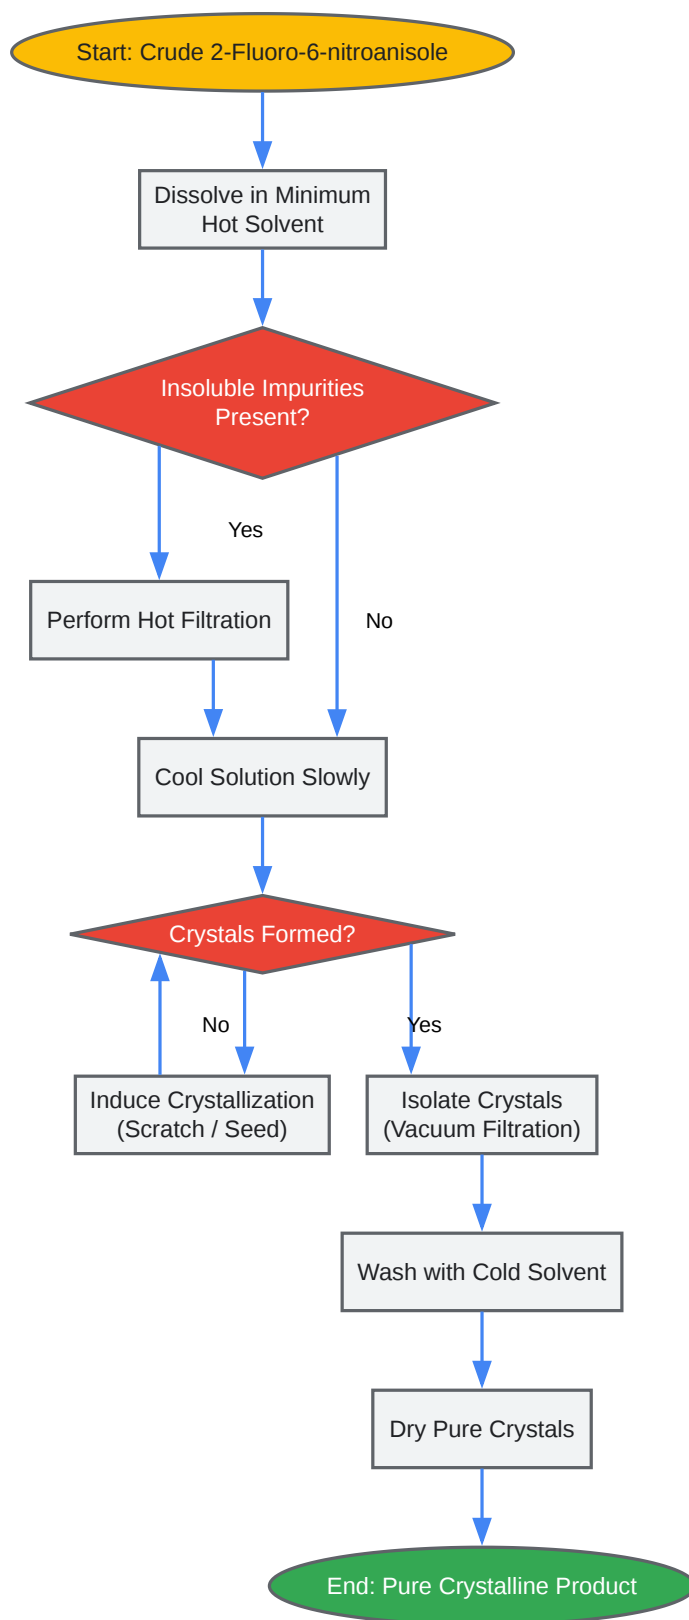 Start: Crude 2-Fluoro-6-nitroanisole
Dissolve in Minimum
Hot Solvent
Insoluble Impurities
Present?
Yes
Perform Hot Filtration
No
Cool Solution Slowly
Crystals Formed?
No
Yes
Induce Crystallization
(Scratch / Seed)
Isolate Crystals
(Vacuum Filtration)
Wash with Cold Solvent
Dry Pure Crystals
End: Pure Crystalline Product